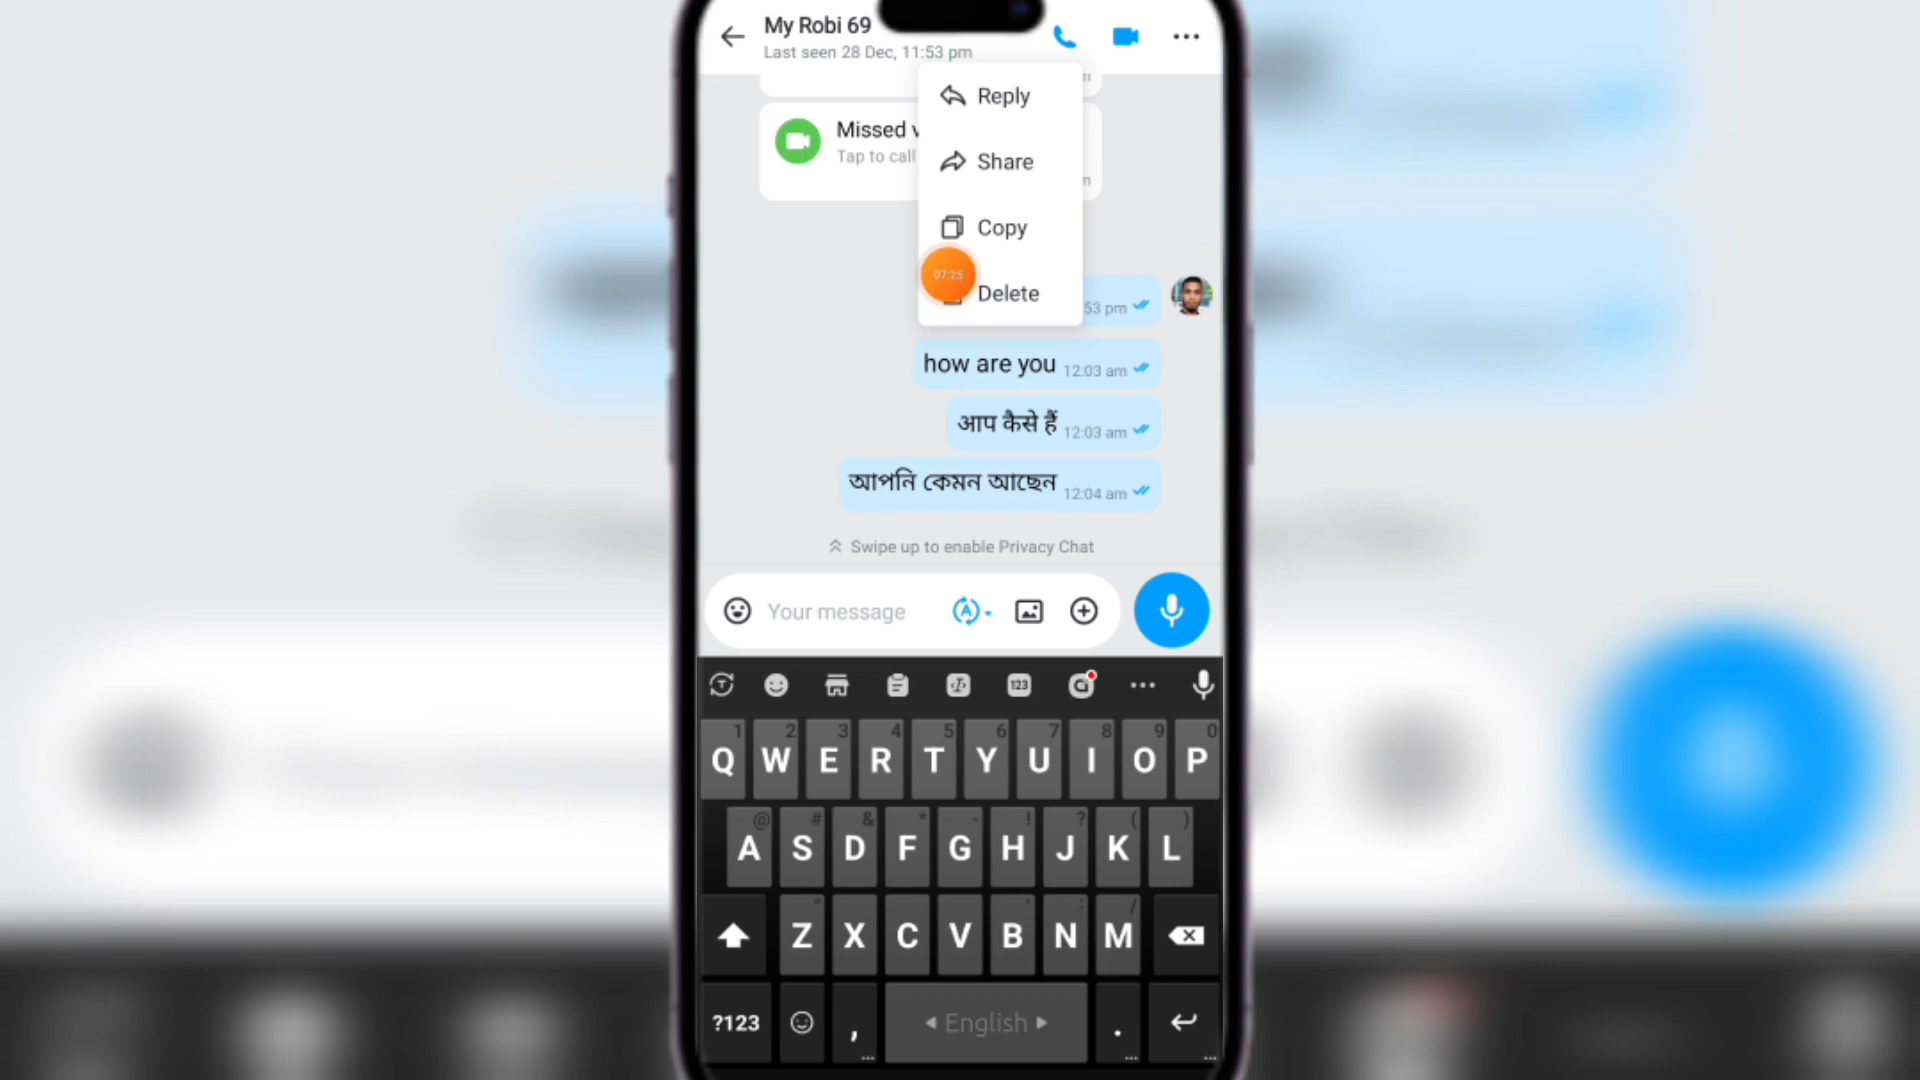 My Robi 69
Last seen 28 Dec, 11:53 pm
Reply
Missed
Tap to call
Share
Copy
07:25
Delete
53 pm
how are you 12:03 am
आप कैसे हैं 12:03 am
আপনি কেমন আছেন 12:04 am
Swipe up to enable Privacy Chat
Your message
123
1 2 3 4 5 6 7 8 9 0
Q W E R T Y U I O P
@ # & * - ! ? ( )
A S D F G H J K L
Z X C V B N M
?123 , English .